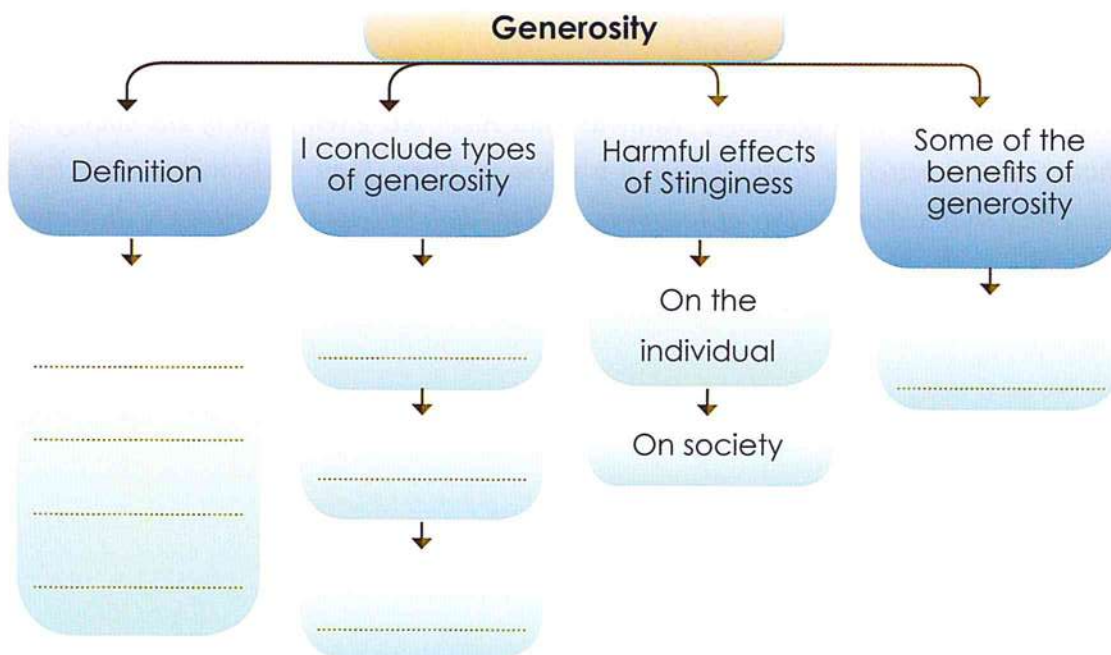 Generosity
Definition
I conclude types
of generosity
Harmful effects
of Stinginess
Some of the
benefits of
generosity
On the
individual
On society